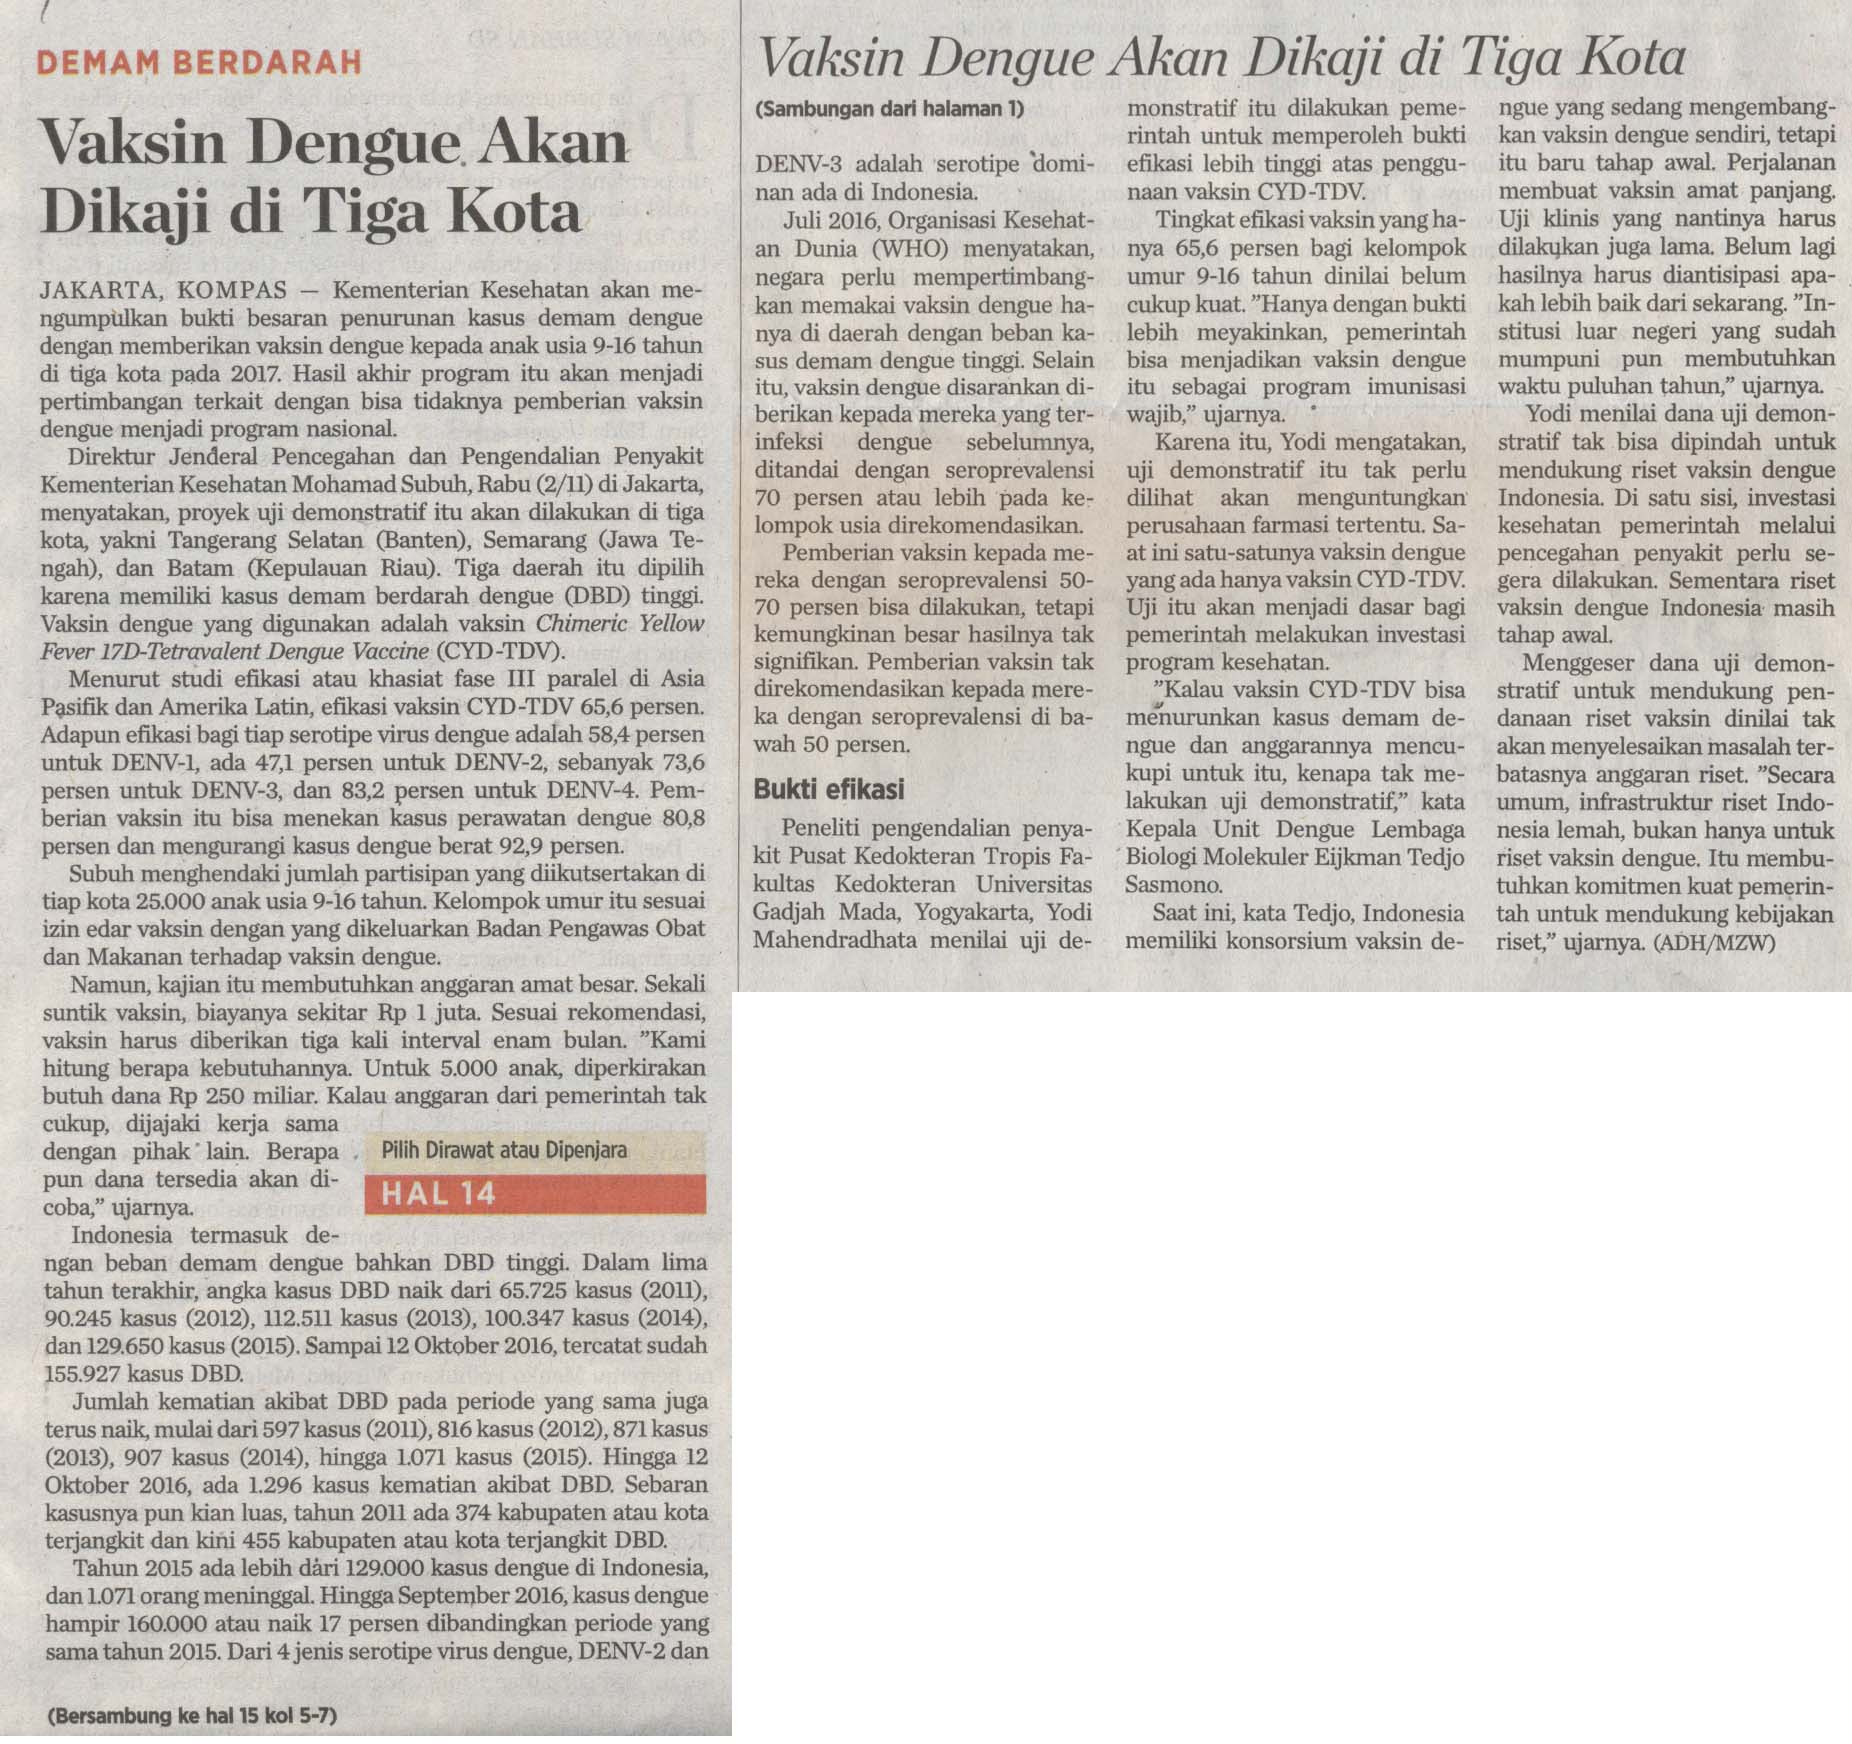 DEMAM BERDARAH
Vaksin Dengue Akan
Dikaji di Tiga Kota
JAKARTA, KOMPAS — Kementerian Kesehatan akan me-
ngumpulkan bukti besaran penurunan kasus demam dengue
dengan memberikan vaksin dengue kepada anak usia 9-16 tahun
di tiga kota pada 2017. Hasil akhir program itu akan menjadi
pertimbangan terkait dengan bisa tidaknya pemberian vaksin
dengue menjadi program nasional.
Direktur Jenderal Pencegahan dan Pengendalian Penyakit
Kementerian Kesehatan Mohamad Subuh, Rabu (2/11) di Jakarta,
menyatakan, proyek uji demonstratif itu akan dilakukan di tiga
kota, yakni Tangerang Selatan (Banten), Semarang (Jawa Te-
ngah), dan Batam (Kepulauan Riau). Tiga daerah itu dipilih
karena memiliki kasus demam berdarah dengue (DBD) tinggi.
Vaksin dengue yang digunakan adalah vaksin Chimeric Yellow
Fever 17D-Tetravalent Dengue Vaccine (CYD-TDV).
Menurut studi efikasi atau khasiat fase III paralel di Asia
Pasifik dan Amerika Latin, efikasi vaksin CYD-TDV 65,6 persen.
Adapun efikasi bagi tiap serotipe virus dengue adalah 58,4 persen
untuk DENV-1, ada 47,1 persen untuk DENV-2, sebanyak 73,6
persen untuk DENV-3, dan 83,2 persen untuk DENV-4. Pem-
berian vaksin itu bisa menekan kasus perawatan dengue 80,8
persen dan mengurangi kasus dengue berat 92,9 persen.
Subuh menghendaki jumlah partisipan yang diikutsertakan di
tiap kota 25.000 anak usia 9-16 tahun. Kelompok umur itu sesuai
izin edar vaksin dengan yang dikeluarkan Badan Pengawas Obat
dan Makanan terhadap vaksin dengue.
Namun, kajian itu membutuhkan anggaran amat besar. Sekali
suntik vaksin, biayanya sekitar Rp 1 juta. Sesuai rekomendasi,
vaksin harus diberikan tiga kali interval enam bulan. ”Kami
hitung berapa kebutuhannya. Untuk 5.000 anak, diperkirakan
butuh dana Rp 250 miliar. Kalau anggaran dari pemerintah tak
cukup, dijajaki kerja sama
dengan pihak lain. Berapa
pun dana tersedia akan di-
coba,” ujarnya.
Pilih Dirawat atau Dipenjara
HAL 14
Indonesia termasuk de-
ngan beban demam dengue bahkan DBD tinggi. Dalam lima
tahun terakhir, angka kasus DBD naik dari 65.725 kasus (2011),
90.245 kasus (2012), 112.511 kasus (2013), 100.347 kasus (2014),
dan 129.650 kasus (2015). Sampai 12 Oktober 2016, tercatat sudah
155.927 kasus DBD.
Jumlah kematian akibat DBD pada periode yang sama juga
terus naik, mulai dari 597 kasus (2011), 816 kasus (2012), 871 kasus
(2013), 907 kasus (2014), hingga 1.071 kasus (2015). Hingga 12
Oktober 2016, ada 1.296 kasus kematian akibat DBD. Sebaran
kasusnya pun kian luas, tahun 2011 ada 374 kabupaten atau kota
terjangkit dan kini 455 kabupaten atau kota terjangkit DBD.
Tahun 2015 ada lebih dari 129.000 kasus dengue di Indonesia,
dan 1.071 orang meninggal. Hingga September 2016, kasus dengue
hampir 160.000 atau naik 17 persen dibandingkan periode yang
sama tahun 2015. Dari 4 jenis serotipe virus dengue, DENV-2 dan
(Bersambung ke hal 15 kol 5-7)
Vaksin Dengue Akan Dikaji di Tiga Kota
(Sambungan dari halaman 1)
DENV-3 adalah serotipe domi-
nan ada di Indonesia.
Juli 2016, Organisasi Kesehat-
an Dunia (WHO) menyatakan,
negara perlu mempertimbang-
kan memakai vaksin dengue ha-
nya di daerah dengan beban ka-
sus demam dengue tinggi. Selain
itu, vaksin dengue disarankan di-
berikan kepada mereka yang ter-
infeksi dengue sebelumnya,
ditandai dengan seroprevalensi
70 persen atau lebih pada ke-
lompok usia direkomendasikan.
Pemberian vaksin kepada me-
reka dengan seroprevalensi 50-
70 persen bisa dilakukan, tetapi
kemungkinan besar hasilnya tak
signifikan. Pemberian vaksin tak
direkomendasikan kepada mere-
ka dengan seroprevalensi di ba-
wah 50 persen.
Bukti efikasi
Peneliti pengendalian penya-
kit Pusat Kedokteran Tropis Fa-
kultas Kedokteran Universitas
Gadjah Mada, Yogyakarta, Yodi
Mahendradhata menilai uji de-
monstratif itu dilakukan peme-
rintah untuk memperoleh bukti
efikasi lebih tinggi atas penggu-
naan vaksin CYD-TDV.
Tingkat efikasi vaksin yang ha-
nya 65,6 persen bagi kelompok
umur 9-16 tahun dinilai belum
cukup kuat. ”Hanya dengan bukti
lebih meyakinkan, pemerintah
bisa menjadikan vaksin dengue
itu sebagai program imunisasi
wajib,” ujarnya.
Karena itu, Yodi mengatakan,
uji demonstratif itu tak perlu
dilihat akan menguntungkan
perusahaan farmasi tertentu. Sa-
at ini satu-satunya vaksin dengue
yang ada hanya vaksin CYD-TDV.
Uji itu akan menjadi dasar bagi
pemerintah melakukan investasi
program kesehatan.
”Kalau vaksin CYD-TDV bisa
menurunkan kasus demam de-
ngue dan anggarannya mencu-
kupi untuk itu, kenapa tak me-
lakukan uji demonstratif,” kata
Kepala Unit Dengue Lembaga
Biologi Molekuler Eijkman Tedjo
Sasmono.
Saat ini, kata Tedjo, Indonesia
memiliki konsorsium vaksin de-
ngue yang sedang mengembang-
kan vaksin dengue sendiri, tetapi
itu baru tahap awal. Perjalanan
membuat vaksin amat panjang.
Uji klinis yang nantinya harus
dilakukan juga lama. Belum lagi
hasilnya harus diantisipasi apa-
kah lebih baik dari sekarang. ”In-
stitusi luar negeri yang sudah
mumpuni pun membutuhkan
waktu puluhan tahun,” ujarnya.
Yodi menilai dana uji demon-
stratif tak bisa dipindah untuk
mendukung riset vaksin dengue
Indonesia. Di satu sisi, investasi
kesehatan pemerintah melalui
pencegahan penyakit perlu se-
gera dilakukan. Sementara riset
vaksin dengue Indonesia masih
tahap awal.
Menggeser dana uji demon-
stratif untuk mendukung pen-
danaan riset vaksin dinilai tak
akan menyelesaikan masalah ter-
batasnya anggaran riset. ”Secara
umum, infrastruktur riset Indo-
nesia lemah, bukan hanya untuk
riset vaksin dengue. Itu membu-
tuhkan komitmen kuat pemerin-
tah untuk mendukung kebijakan
riset,” ujarnya. (ADH/MZW)